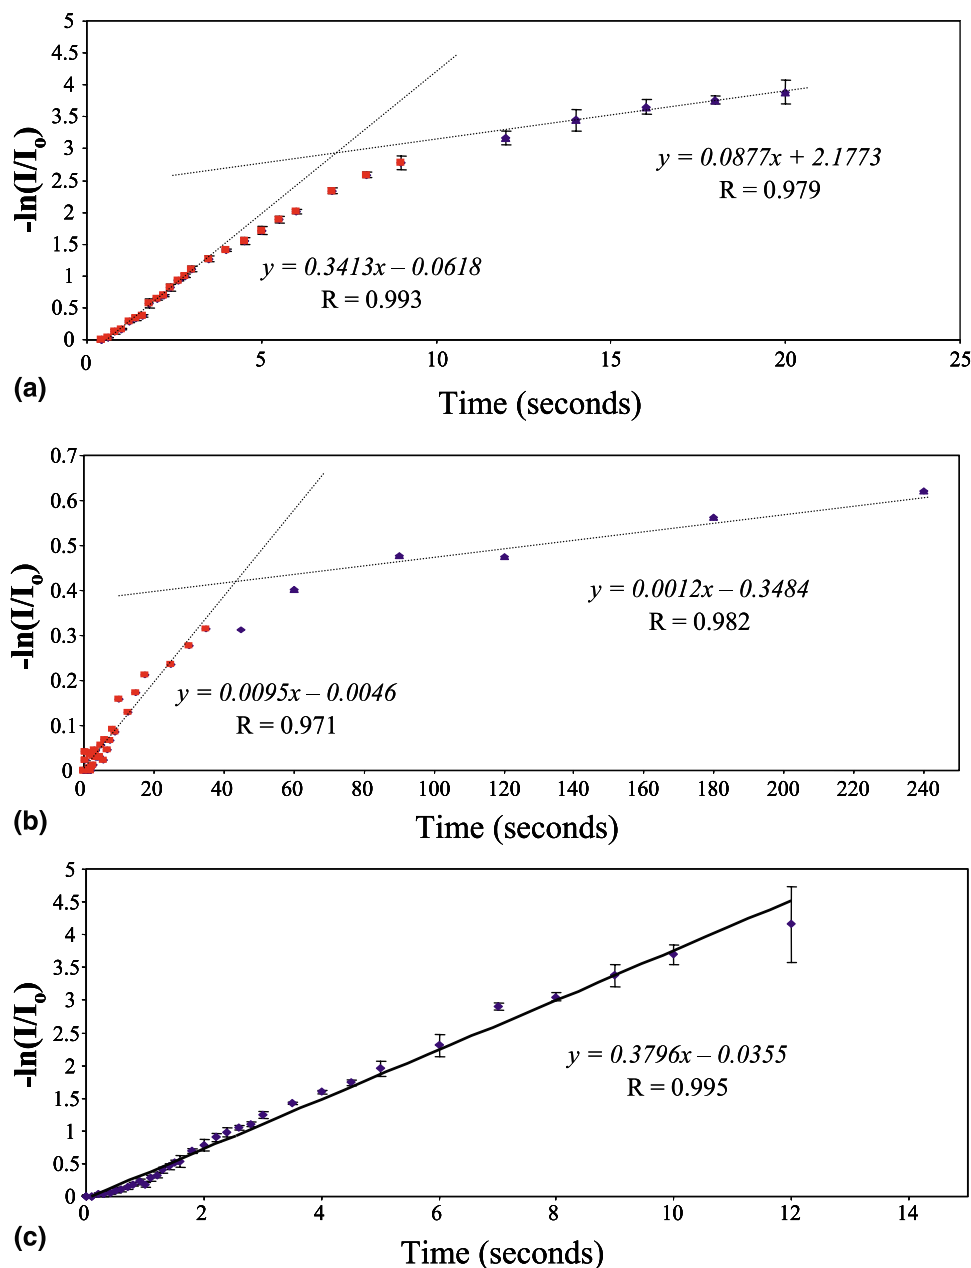 5
4.5
4
3.5
3
2.5
2
1.5
1
0.5
0
-ln(I/I₀)
y = 0.0877x + 2.1773
R = 0.979
y = 0.3413x – 0.0618
R = 0.993
0 5 10 15 20 25
(a)
Time (seconds)
0.7
0.6
0.5
0.4
0.3
0.2
0.1
0
-ln(I/I₀)
y = 0.0012x – 0.3484
R = 0.982
y = 0.0095x – 0.0046
R = 0.971
0 20 40 60 80 100 120 140 160 180 200 220 240
(b)
Time (seconds)
5
4.5
4
3.5
3
2.5
2
1.5
1
0.5
0
-ln(I/I₀)
y = 0.3796x – 0.0355
R = 0.995
0 2 4 6 8 10 12 14
(c)
Time (seconds)